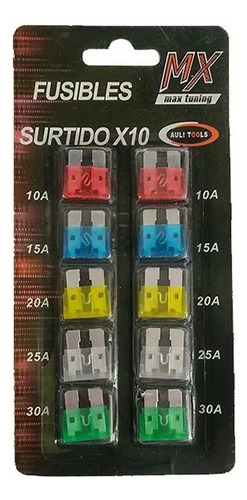 FUSIBLES
MX
max tuning
SURTIDO X10
AULI TOOLS
10A 10A
15A 15A
20A 20A
25A 25A
30A 30A